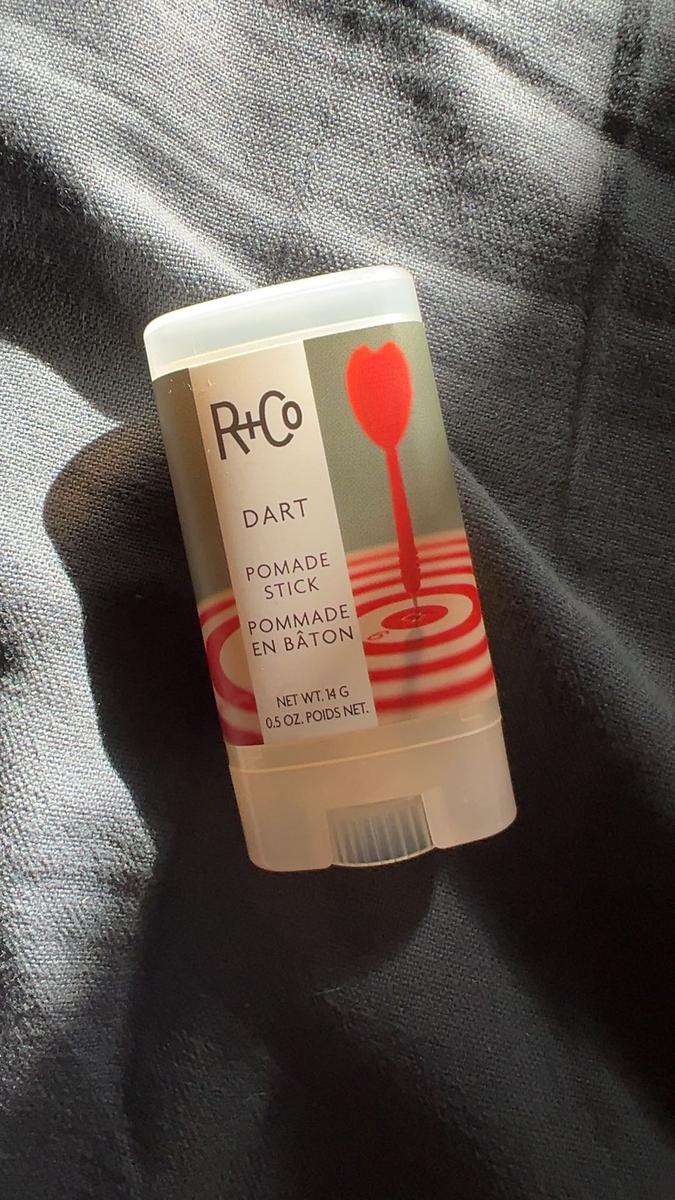 R+Co
DART
POMADE
STICK
POMMADE
EN BÂTON
NET WT. 14 G
0.5 OZ. POIDS NET.